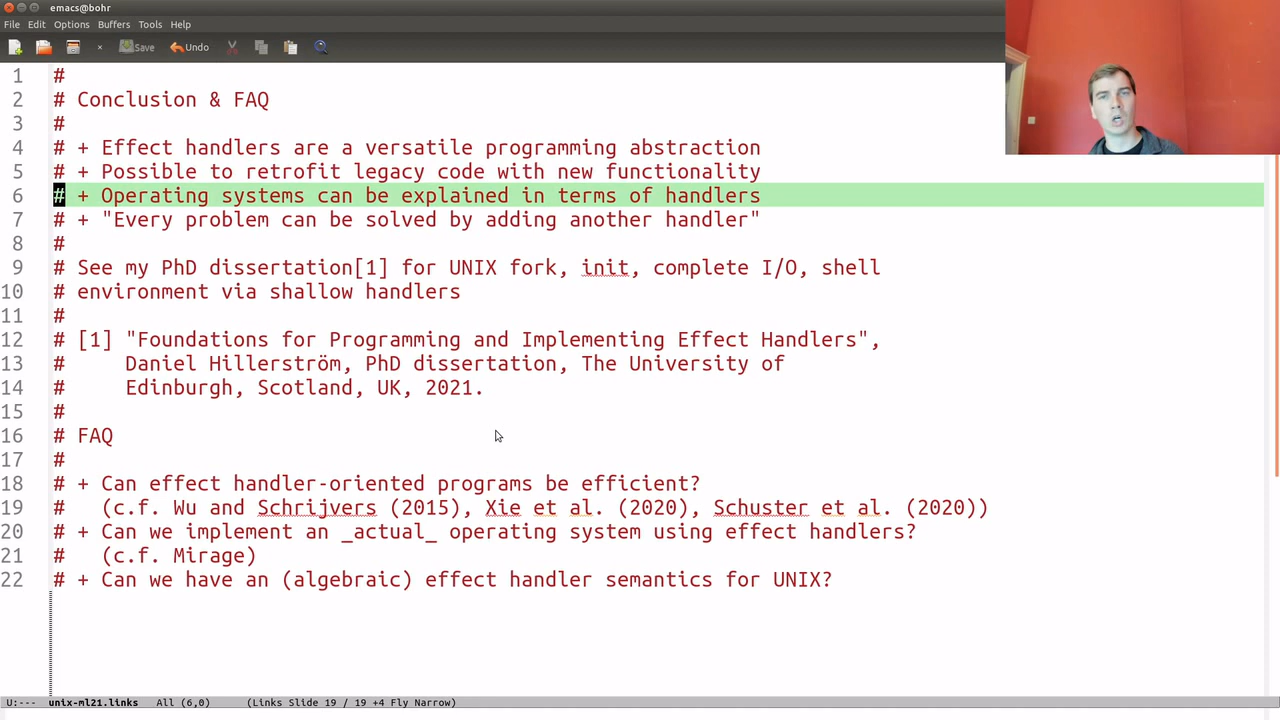 emacs@bohr
File Edit Options Buffers Tools Help
× Save Undo
1 #
2 # Conclusion & FAQ
3 #
4 # + Effect handlers are a versatile programming abstraction
5 # + Possible to retrofit legacy code with new functionality
6 # + Operating systems can be explained in terms of handlers
7 # + "Every problem can be solved by adding another handler"
8 #
9 # See my PhD dissertation[1] for UNIX fork, init, complete I/O, shell
10 # environment via shallow handlers
11 #
12 # [1] "Foundations for Programming and Implementing Effect Handlers",
13 # Daniel Hillerström, PhD dissertation, The University of
14 # Edinburgh, Scotland, UK, 2021.
15 #
16 # FAQ
17 #
18 # + Can effect handler-oriented programs be efficient?
19 # (c.f. Wu and Schrijvers (2015), Xie et al. (2020), Schuster et al. (2020))
20 # + Can we implement an _actual_ operating system using effect handlers?
21 # (c.f. Mirage)
22 # + Can we have an (algebraic) effect handler semantics for UNIX?
U:--- unix-ml21.links All (6,0) (Links Slide 19 / 19 +4 Fly Narrow)